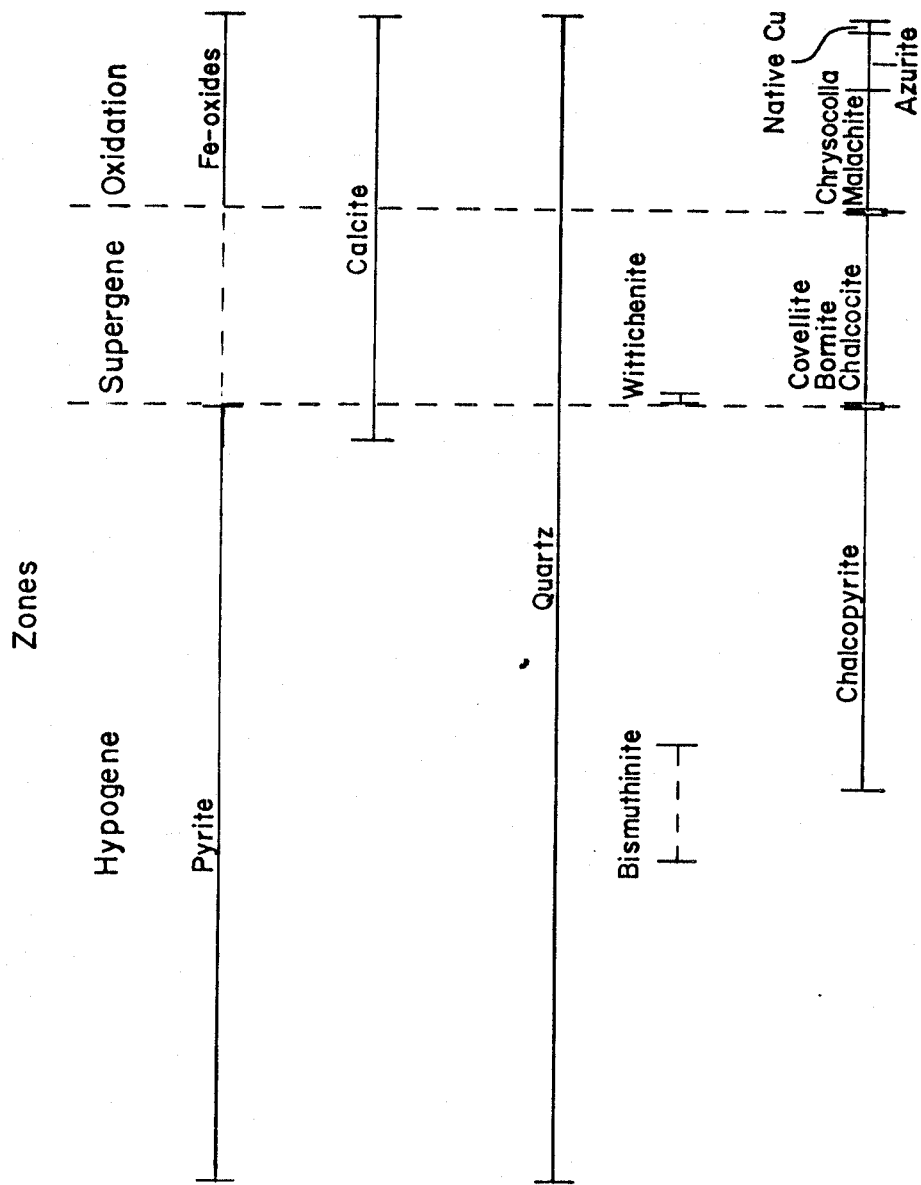 Zones
Hypogene
Supergene
Oxidation
Pyrite
Fe-oxides
Calcite
Quartz
Bismuthinite
Wittichenite
Native Cu
Chalcopyrite
Covellite
Bornite
Chalcocite
Chrysocolla
Malachite
Azurite